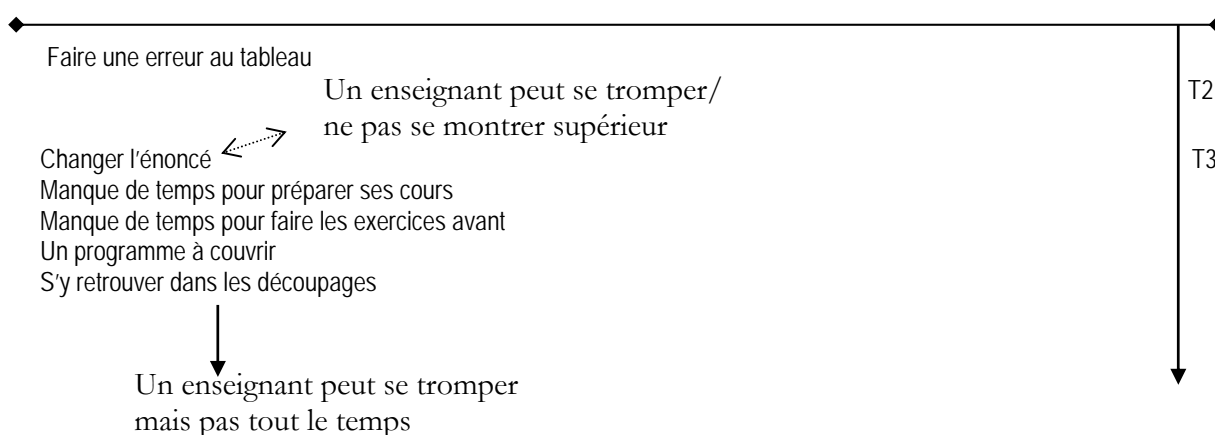 Faire une erreur au tableau
Un enseignant peut se tromper/
T2
ne pas se montrer supérieur
Changer l'énoncé
T3
Manque de temps pour préparer ses cours
Manque de temps pour faire les exercices avant
Un programme à couvrir
S'y retrouver dans les découpages
Un enseignant peut se tromper
mais pas tout le temps